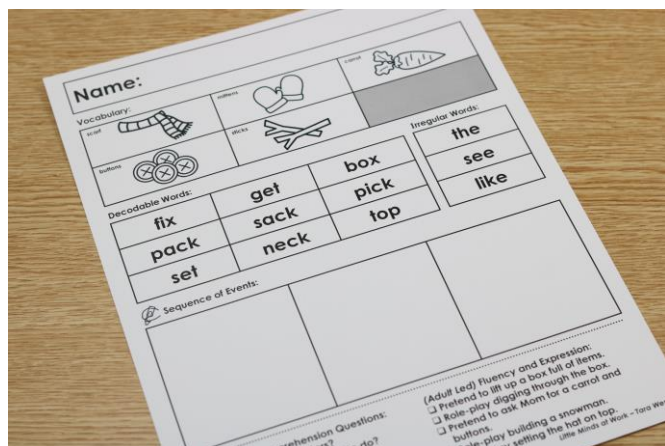 Name:
Vocabulary:
scarf
mittens
carrot
buttons
sticks
Decodable Words:
fix get box
pack sack pick
set neck top
Irregular Words:
the
see
like
Sequence of Events:
Questions:
do?
(Adult Led) Fluency and Expression:
❑ Pretend to lift up a box full of items.
❑ Role-play digging through the box.
❑ Pretend to ask Mom for a carrot and
buttons.
play building a snowman.
setting the hat on top.
Little Minds at Work – Tara